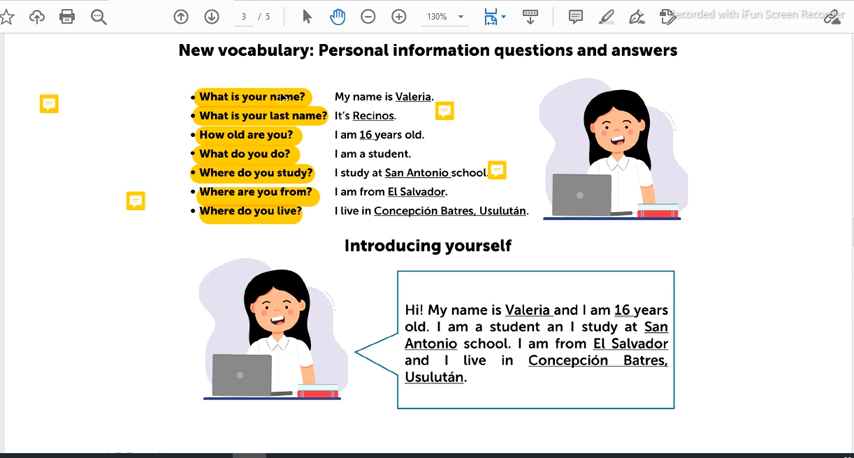 3 / 5
130%
Recorded with iFun Screen Recorder
New vocabulary: Personal information questions and answers
• What is your name? My name is Valeria.
• What is your last name? It's Recinos.
• How old are you? I am 16 years old.
• What do you do? I am a student.
• Where do you study? I study at San Antonio school.
• Where are you from? I am from El Salvador.
• Where do you live? I live in Concepción Batres, Usulután.
Introducing yourself
Hi! My name is Valeria and I am 16 years
old. I am a student an I study at San
Antonio school. I am from El Salvador
and I live in Concepción Batres,
Usulután.